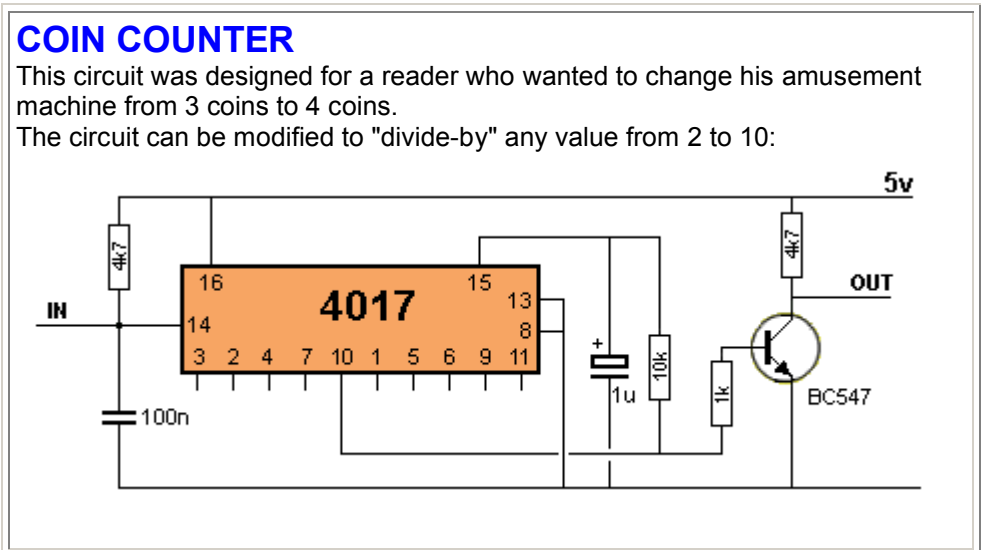 COIN COUNTER
This circuit was designed for a reader who wanted to change his amusement
machine from 3 coins to 4 coins.
The circuit can be modified to "divide-by" any value from 2 to 10:
5v
4k7
4k7
16
15
OUT
IN
4017
13
14
8
3 2 4 7 10 1 5 6 9 11
+
10k
1k
1u
BC547
100n